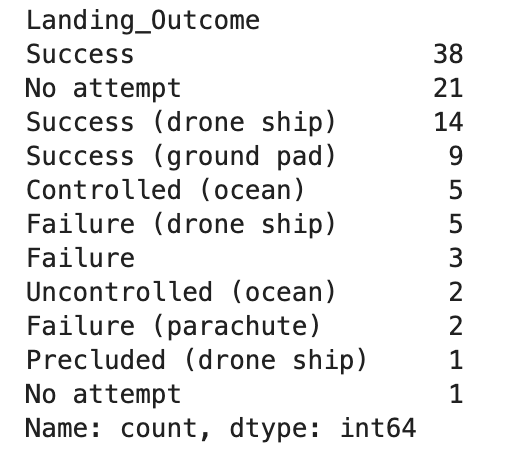 Landing_Outcome
Success 38
No attempt 21
Success (drone ship) 14
Success (ground pad) 9
Controlled (ocean) 5
Failure (drone ship) 5
Failure 3
Uncontrolled (ocean) 2
Failure (parachute) 2
Precluded (drone ship) 1
No attempt 1
Name: count, dtype: int64